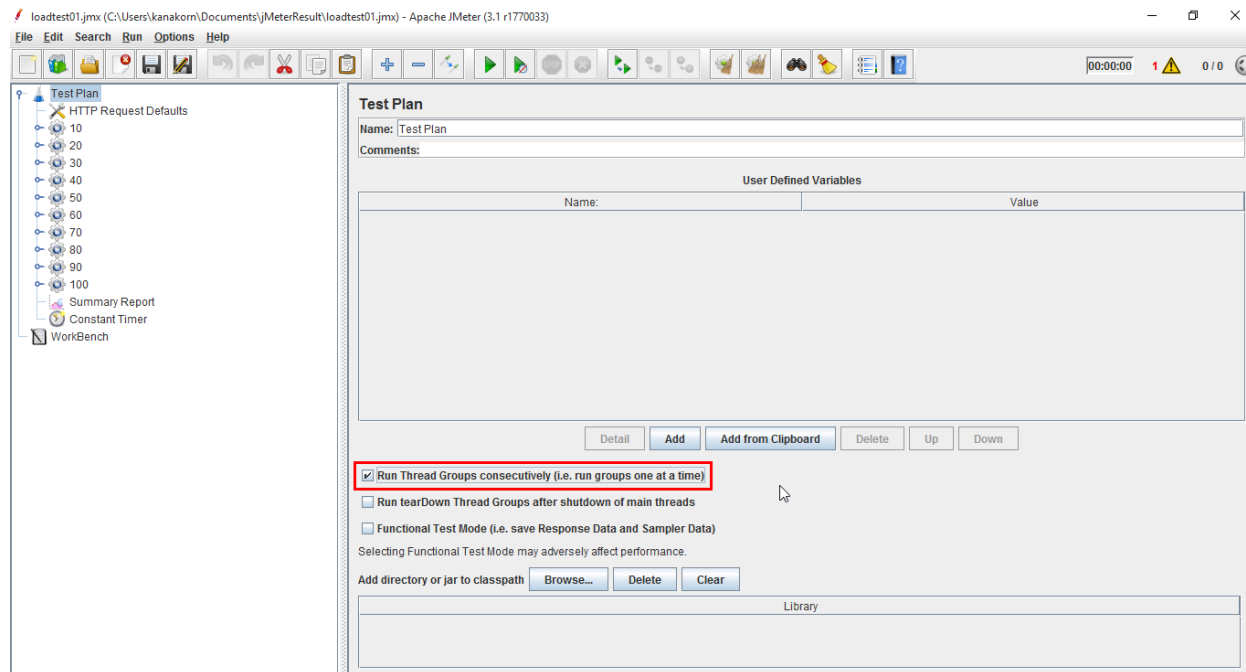 loadtest01.jmx (C:\Users\kanakorn\Documents\jMeterResult\loadtest01.jmx) - Apache JMeter (3.1 r1770033)
File Edit Search Run Options Help
00:00:00 1 0 / 0
Test Plan
HTTP Request Defaults
10
20
30
40
50
60
70
80
90
100
Summary Report
Constant Timer
WorkBench
Test Plan
Name: Test Plan
Comments:
User Defined Variables
Name: Value
Detail Add Add from Clipboard Delete Up Down
Run Thread Groups consecutively (i.e. run groups one at a time)
Run tearDown Thread Groups after shutdown of main threads
Functional Test Mode (i.e. save Response Data and Sampler Data)
Selecting Functional Test Mode may adversely affect performance.
Add directory or jar to classpath Browse... Delete Clear
Library